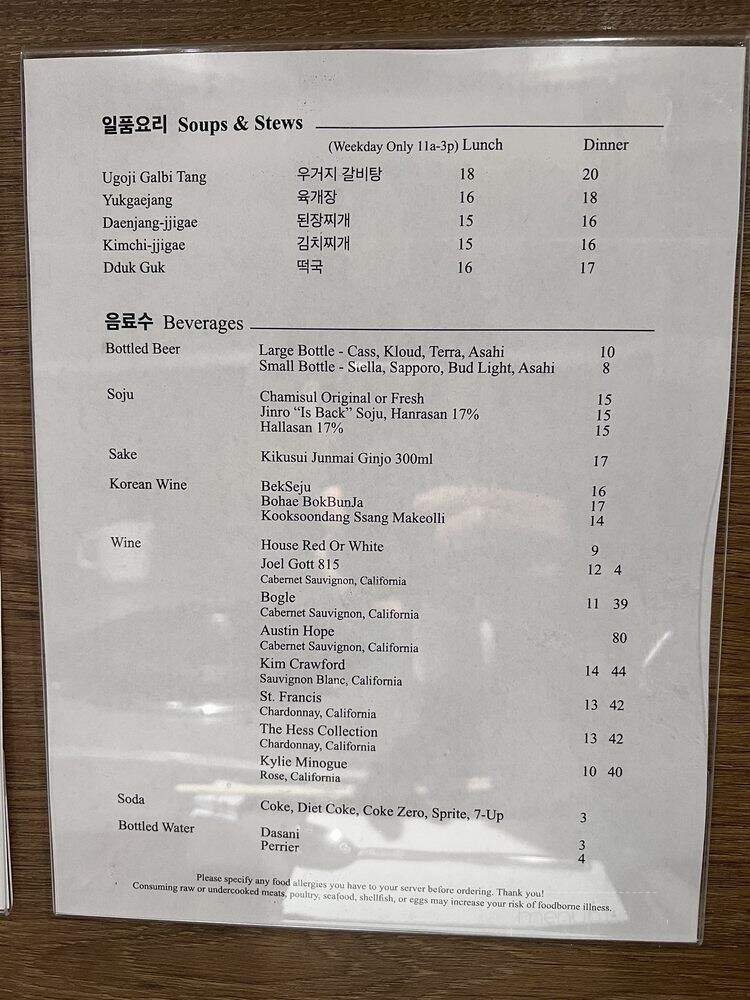 일품요리 Soups & Stews
(Weekday Only 11a-3p) Lunch Dinner
Ugoji Galbi Tang 우거지 갈비탕 18 20
Yukgaejang 육개장 16 18
Daenjang-jjigae 된장찌개 15 16
Kimchi-jjigae 김치찌개 15 16
Dduk Guk 떡국 16 17
음료수 Beverages
Bottled Beer Large Bottle - Cass, Kloud, Terra, Asahi 10
Small Bottle - Stella, Sapporo, Bud Light, Asahi 8
Soju Chamisul Original or Fresh 15
Jinro “Is Back” Soju, Hanrasan 17% 15
Hallasan 17% 15
Sake Kikusui Junmai Ginjo 300ml 17
Korean Wine BekSeju 16
Bohae BokBunJa 17
Kooksoondang Ssang Makeolli 14
Wine House Red Or White 9
Joel Gott 815 12 4
Cabernet Sauvignon, California
Bogle 11 39
Cabernet Sauvignon, California
Austin Hope 80
Cabernet Sauvignon, California
Kim Crawford 14 44
Sauvignon Blanc, California
St. Francis 13 42
Chardonnay, California
The Hess Collection 13 42
Chardonnay, California
Kylie Minogue 10 40
Rose, California
Soda Coke, Diet Coke, Coke Zero, Sprite, 7-Up 3
Bottled Water Dasani 3
Perrier 4
Please specify any food allergies you have to your server before ordering. Thank you!
Consuming raw or undercooked meats, poultry, seafood, shellfish, or eggs may increase your risk of foodborne illness.